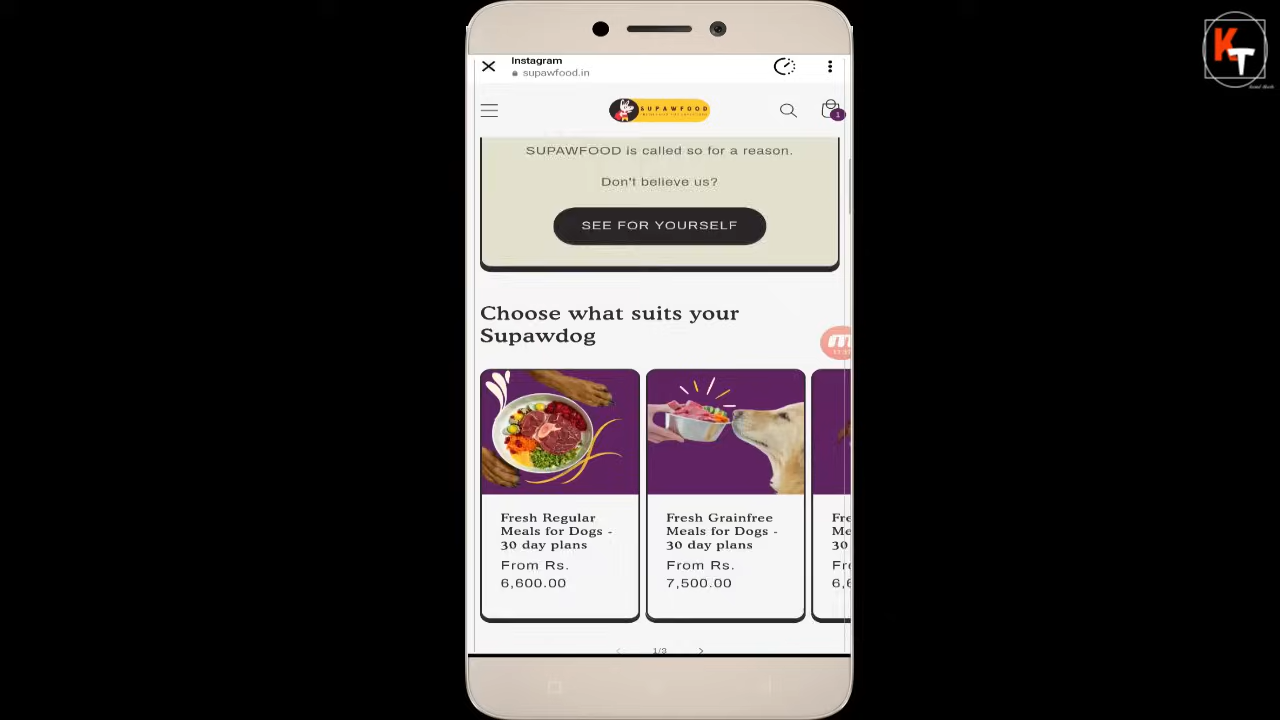 KT
Instagram
supawfood.in
SUPAWFOOD
1
SUPAWFOOD is called so for a reason.
Don't believe us?
SEE FOR YOURSELF
Choose what suits your
Supawdog
Fresh Regular
Meals for Dogs -
30 day plans
From Rs.
6,600.00
Fresh Grainfree
Meals for Dogs -
30 day plans
From Rs.
7,500.00
Fre
Me
30
Fr
6,6
1/3